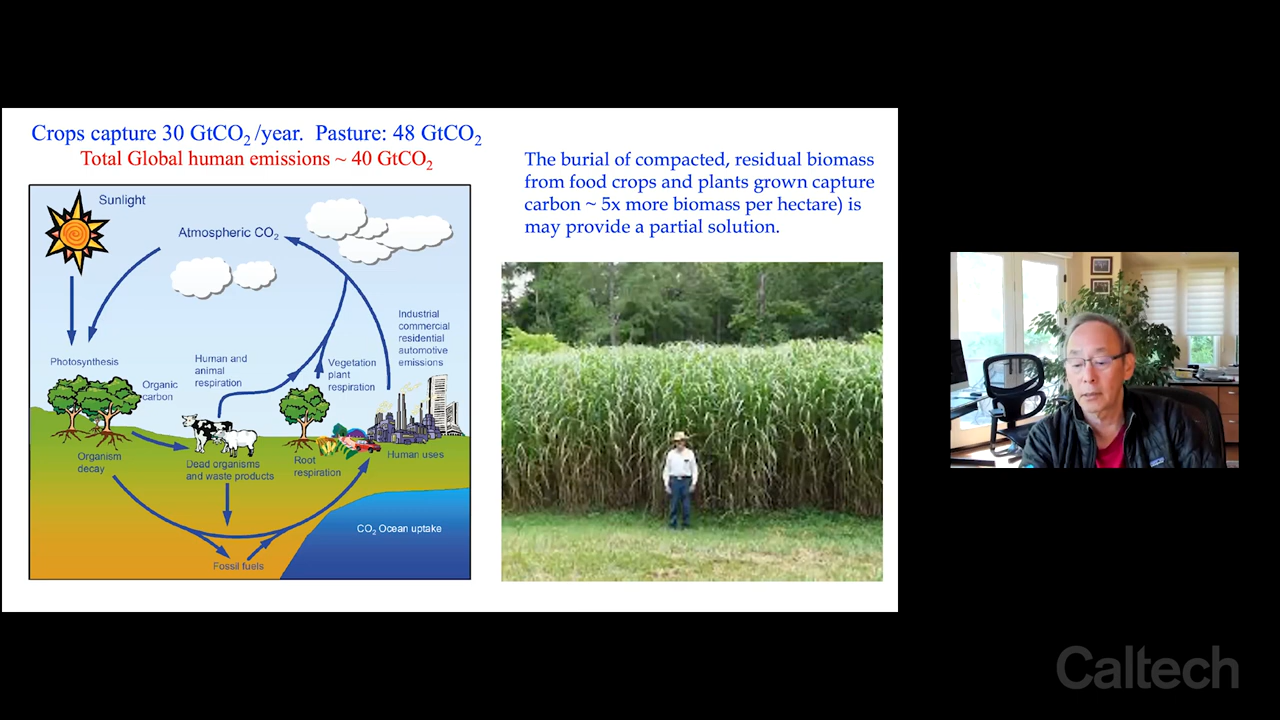 Crops capture 30 GtCO₂ /year. Pasture: 48 GtCO₂
Total Global human emissions ~ 40 GtCO₂
Sunlight
Atmospheric CO₂
Photosynthesis
Organic
carbon
Human and
animal
respiration
Vegetation
plant
respiration
Industrial
commercial
residential
automotive
emissions
Organism
decay
Dead organisms
and waste products
Root
respiration
Human uses
CO₂ Ocean uptake
Fossil fuels
The burial of compacted, residual biomass
from food crops and plants grown capture
carbon ~ 5x more biomass per hectare) is
may provide a partial solution.
Caltech